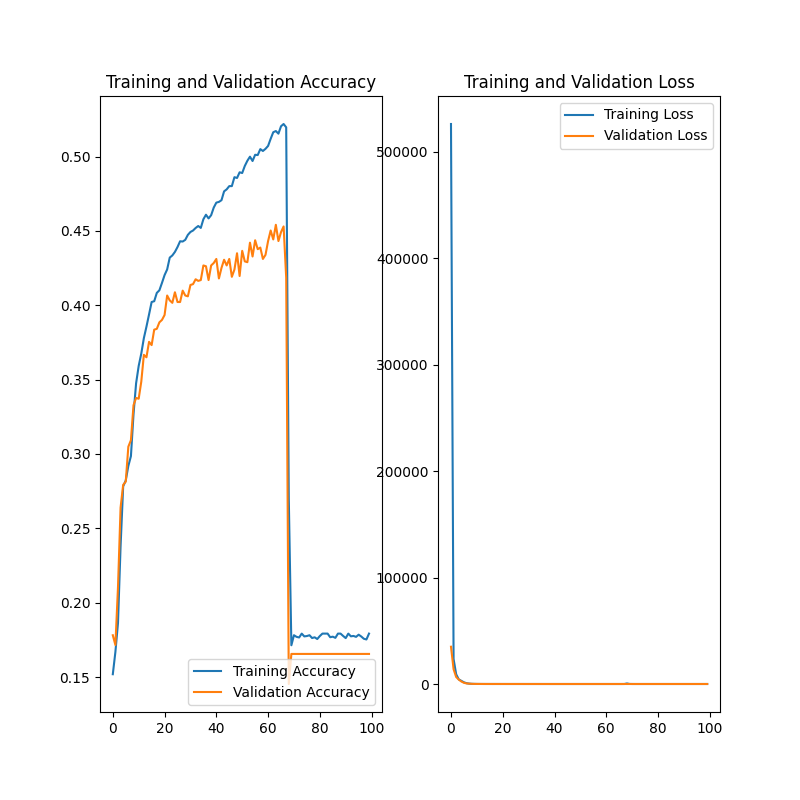 Training and Validation Accuracy
0.50
0.45
0.40
0.35
0.30
0.25
0.20
0.15
0 20 40 60 80 100
Training Accuracy
Validation Accuracy
Training and Validation Loss
500000
400000
300000
200000
100000
0
0 20 40 60 80 100
Training Loss
Validation Loss